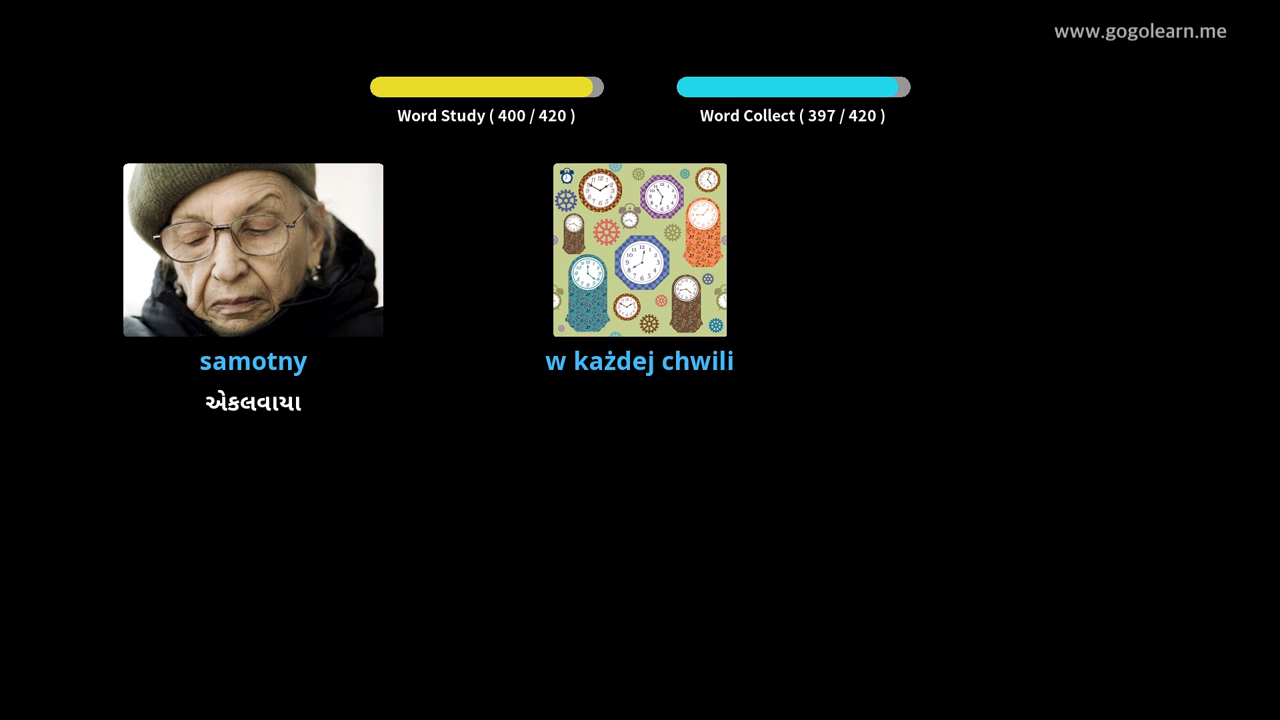 www.gogolearn.me
Word Study ( 400 / 420 )
Word Collect ( 397 / 420 )
samotny
w każdej chwili
એકલવાયા